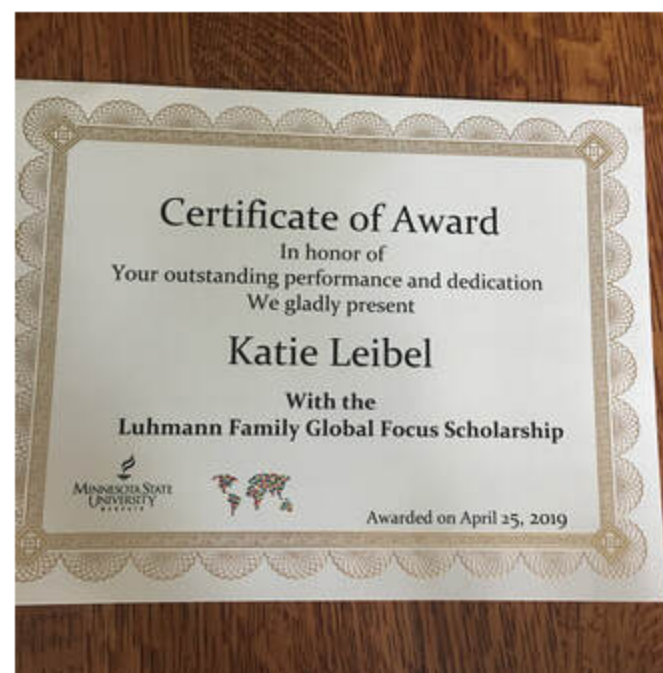 Certificate of Award
In honor of
Your outstanding performance and dedication
We gladly present
Katie Leibel
With the
Luhmann Family Global Focus Scholarship
MINNESOTA STATE
UNIVERSITY
MANKATO
Awarded on April 25, 2019